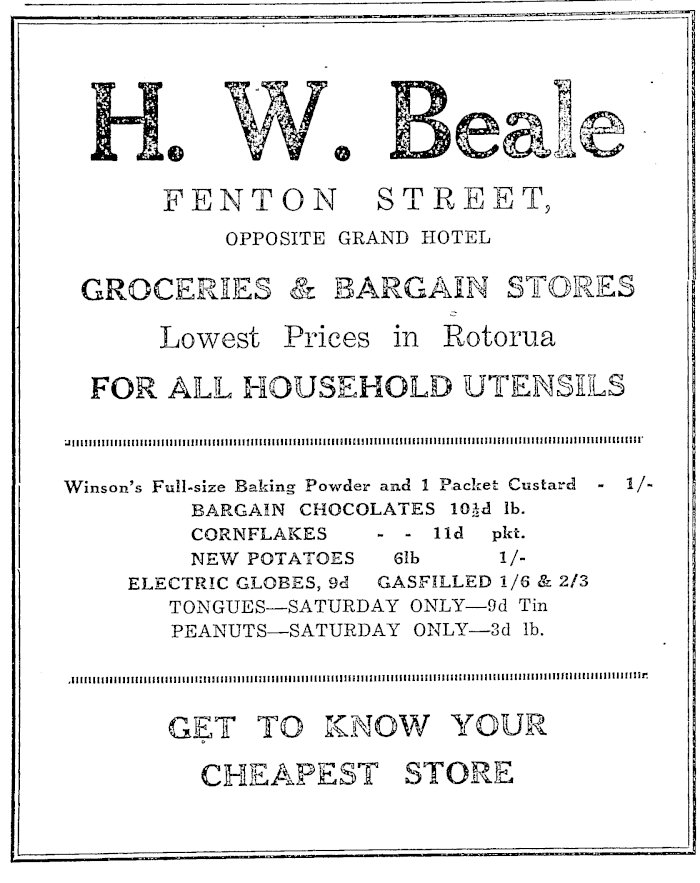 H. W. Beale
FENTON STREET,
OPPOSITE GRAND HOTEL
GROCERIES & BARGAIN STORES
Lowest Prices in Rotorua
FOR ALL HOUSEHOLD UTENSILS
Winson's Full-size Baking Powder and 1 Packet Custard - 1/-
BARGAIN CHOCOLATES 10½d lb.
CORNFLAKES - - 11d pkt.
NEW POTATOES 6lb 1/-
ELECTRIC GLOBES, 9d GASFILLED 1/6 & 2/3
TONGUES—SATURDAY ONLY—9d Tin
PEANUTS—SATURDAY ONLY—3d lb.
GET TO KNOW YOUR
CHEAPEST STORE